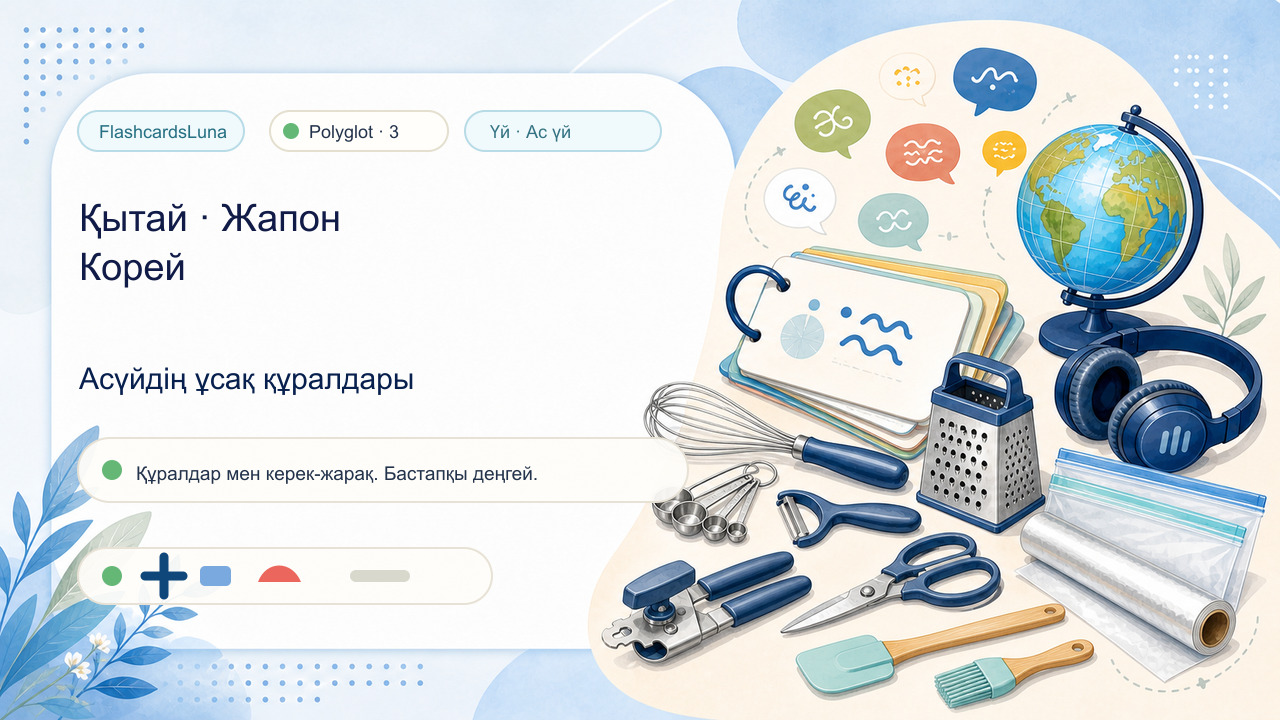 FlashcardsLuna
Polyglot · 3
Үй · Ас үй
Қытай · Жапон
Корей
Асүйдің ұсақ құралдары
Құралдар мен керек-жарақ. Бастапқы деңгей.